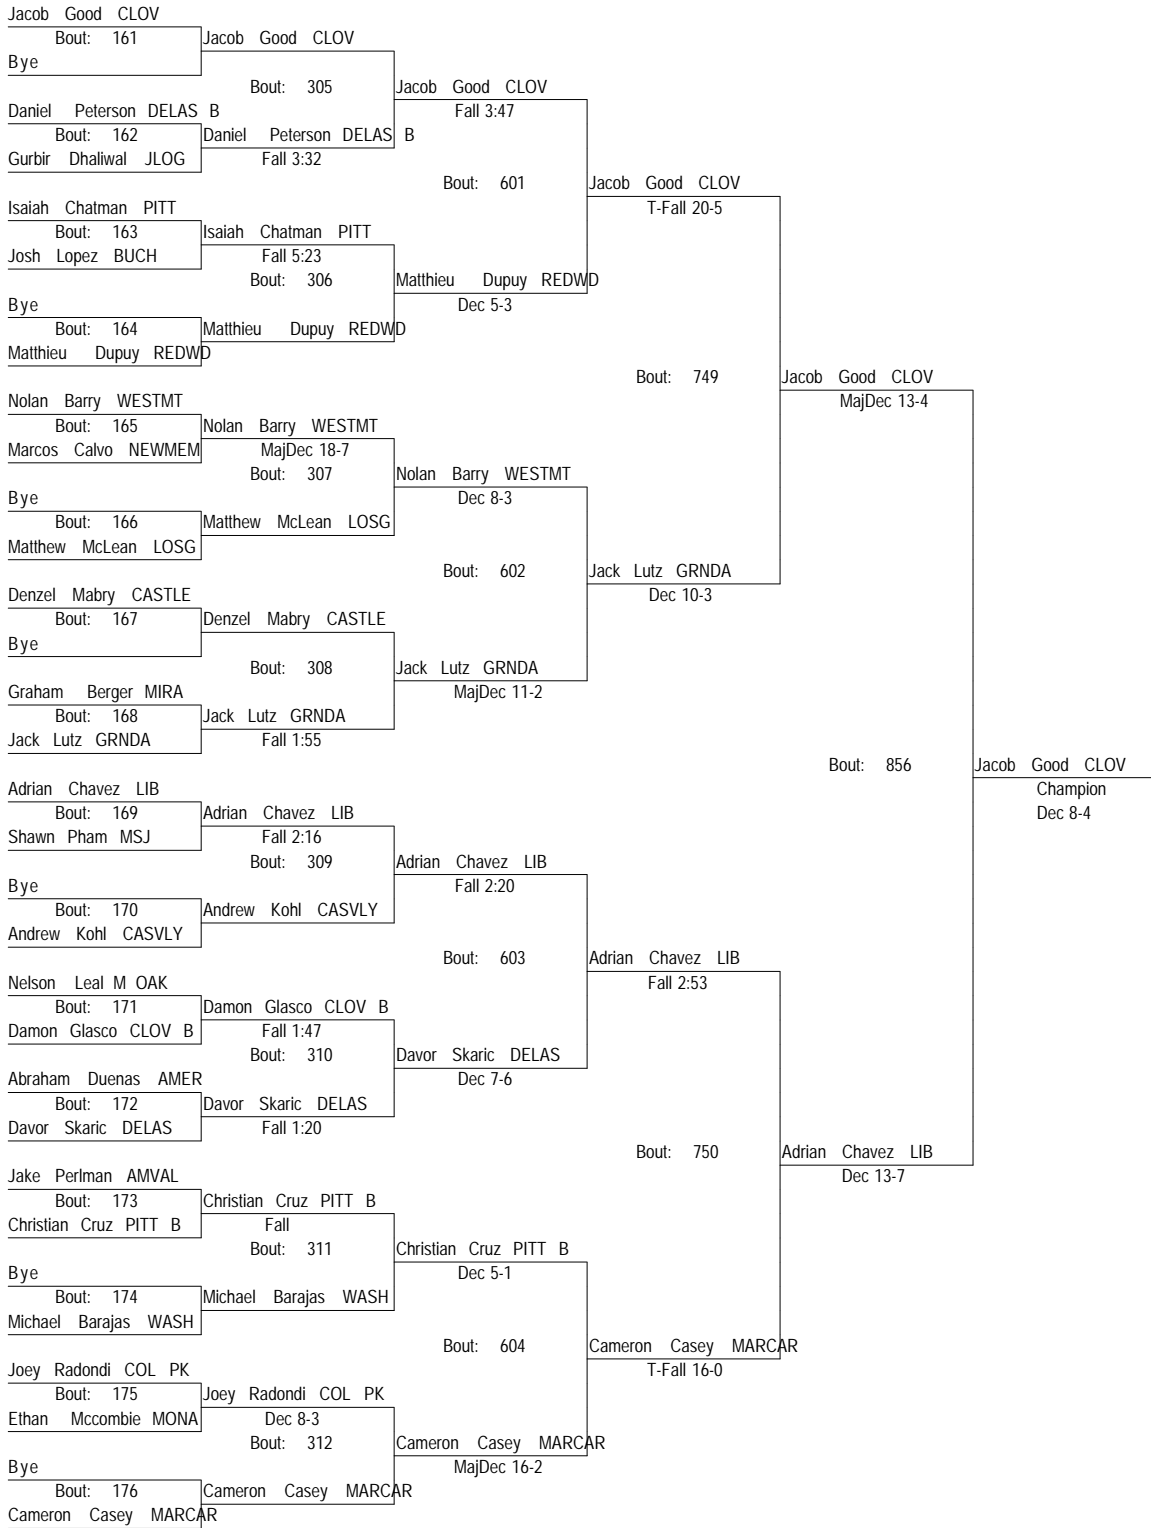 Jacob Good CLOV
Bout: 161
Jacob Good CLOV
Bye
Bout: 305
Jacob Good CLOV
Daniel Peterson DELAS B
Fall 3:47
Bout: 162
Daniel Peterson DELAS B
Gurbir Dhaliwal JLOG
Fall 3:32
Bout: 601
Jacob Good CLOV
Isaiah Chatman PITT
T-Fall 20-5
Bout: 163
Isaiah Chatman PITT
Josh Lopez BUCH
Fall 5:23
Bout: 306
Matthieu Dupuy REDWD
Bye
Dec 5-3
Bout: 164
Matthieu Dupuy REDWD
Matthieu Dupuy REDWD
Bout: 749
Jacob Good CLOV
Nolan Barry WESTMT
MajDec 13-4
Bout: 165
Nolan Barry WESTMT
Marcos Calvo NEWMEM
MajDec 18-7
Bout: 307
Nolan Barry WESTMT
Bye
Dec 8-3
Bout: 166
Matthew McLean LOSG
Matthew McLean LOSG
Bout: 602
Jack Lutz GRNDA
Denzel Mabry CASTLE
Dec 10-3
Bout: 167
Denzel Mabry CASTLE
Bye
Bout: 308
Jack Lutz GRNDA
Graham Berger MIRA
MajDec 11-2
Bout: 168
Jack Lutz GRNDA
Jack Lutz GRNDA
Fall 1:55
Bout: 856
Jacob Good CLOV
Adrian Chavez LIB
Champion
Bout: 169
Adrian Chavez LIB
Dec 8-4
Shawn Pham MSJ
Fall 2:16
Bout: 309
Adrian Chavez LIB
Bye
Fall 2:20
Bout: 170
Andrew Kohl CASVLY
Andrew Kohl CASVLY
Bout: 603
Adrian Chavez LIB
Nelson Leal M OAK
Fall 2:53
Bout: 171
Damon Glasco CLOV B
Damon Glasco CLOV B
Fall 1:47
Bout: 310
Davor Skaric DELAS
Abraham Duenas AMER
Dec 7-6
Bout: 172
Davor Skaric DELAS
Davor Skaric DELAS
Fall 1:20
Bout: 750
Adrian Chavez LIB
Jake Perlman AMVAL
Dec 13-7
Bout: 173
Christian Cruz PITT B
Christian Cruz PITT B
Fall
Bout: 311
Christian Cruz PITT B
Bye
Dec 5-1
Bout: 174
Michael Barajas WASH
Michael Barajas WASH
Bout: 604
Cameron Casey MARCAR
Joey Radondi COL PK
T-Fall 16-0
Bout: 175
Joey Radondi COL PK
Ethan Mccombie MONA
Dec 8-3
Bout: 312
Cameron Casey MARCAR
Bye
MajDec 16-2
Bout: 176
Cameron Casey MARCAR
Cameron Casey MARCAR